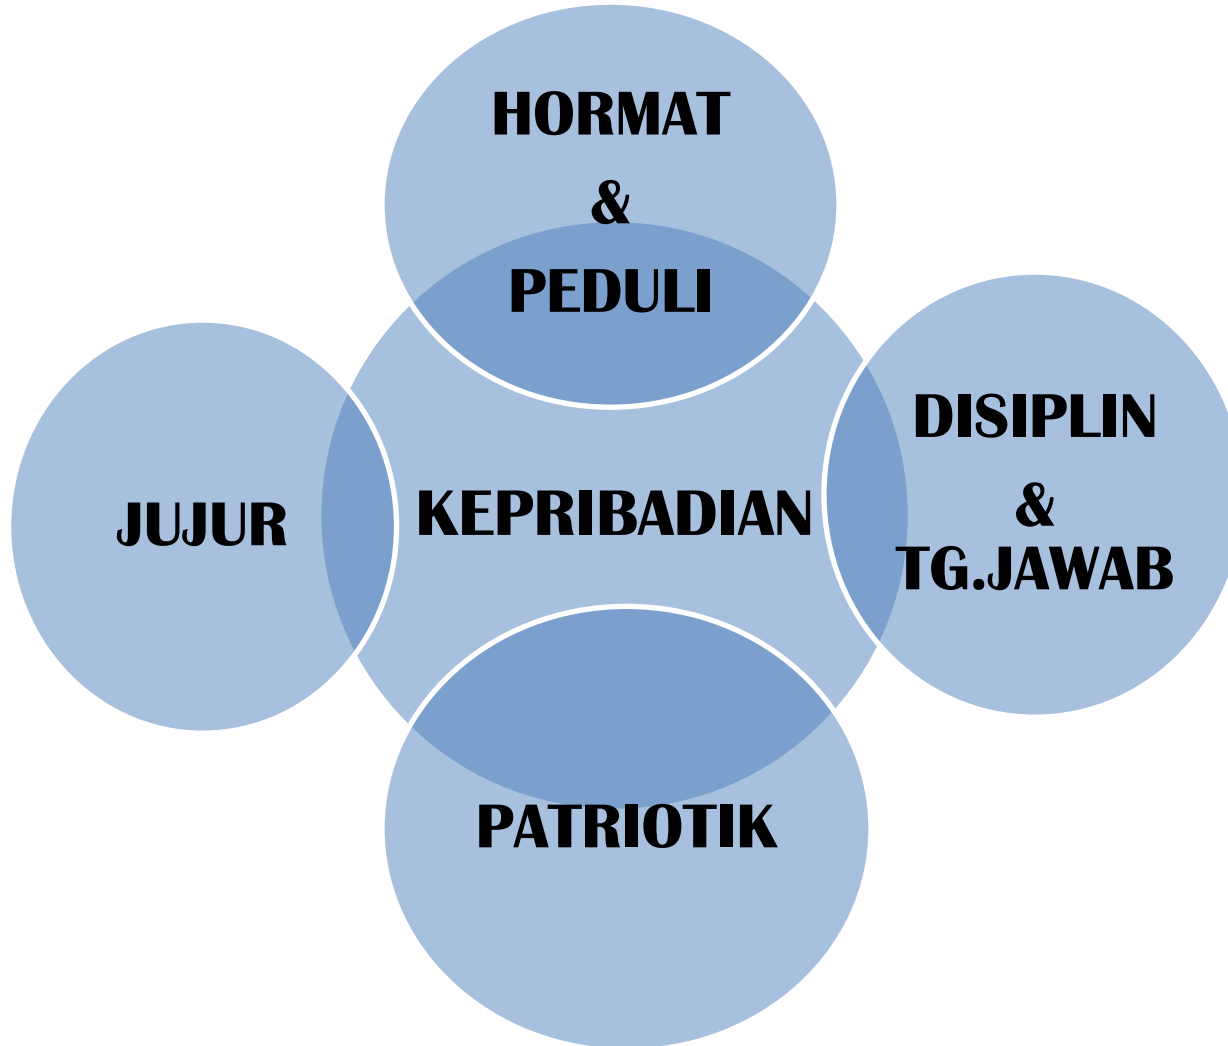 HORMAT
&
PEDULI
JUJUR
KEPRIBADIAN
DISIPLIN
&
TG.JAWAB
PATRIOTIK